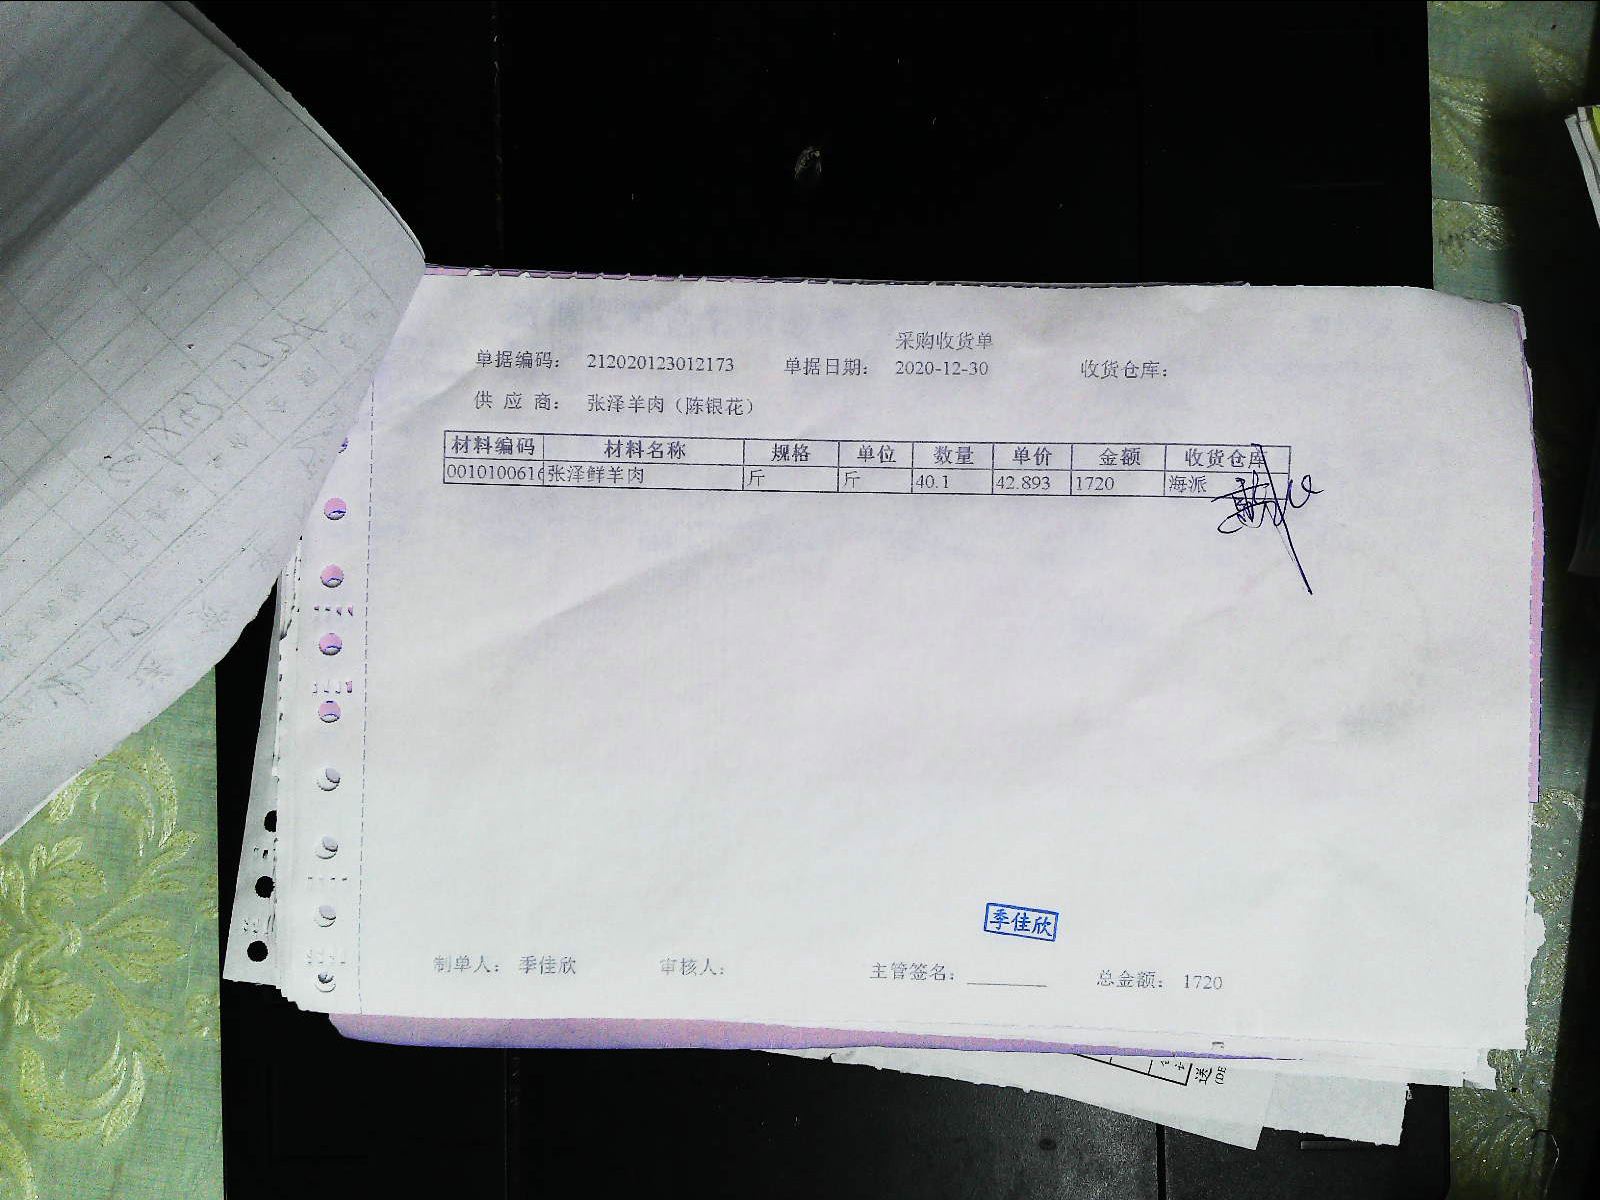 采购收货单
单据编码： 212020123012173 单据日期： 2020-12-30 收货仓库：
供 应 商： 张泽羊肉（陈银花）
材料编码 材料名称 规格 单位 数量 单价 金额 收货仓库
0010100616 张泽鲜羊肉 斤 斤 40.1 42.893 1720 海派
季佳欣
制单人： 季佳欣 审核人： 主管签名： 总金额： 1720
送